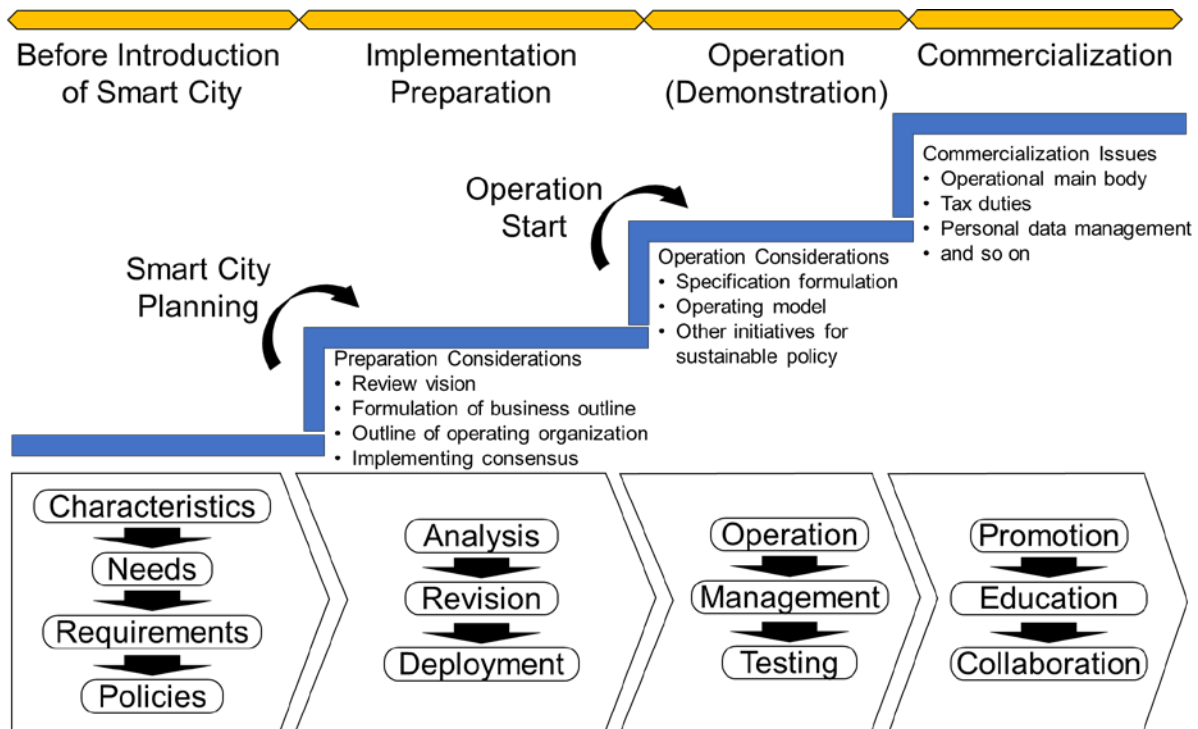 Before Introduction
of Smart City
Implementation
Preparation
Operation
(Demonstration)
Commercialization
Smart City
Planning
Operation
Start
Preparation Considerations
• Review vision
• Formulation of business outline
• Outline of operating organization
• Implementing consensus
Operation Considerations
• Specification formulation
• Operating model
• Other initiatives for
sustainable policy
Commercialization Issues
• Operational main body
• Tax duties
• Personal data management
• and so on
Characteristics
Needs
Requirements
Policies
Analysis
Revision
Deployment
Operation
Management
Testing
Promotion
Education
Collaboration